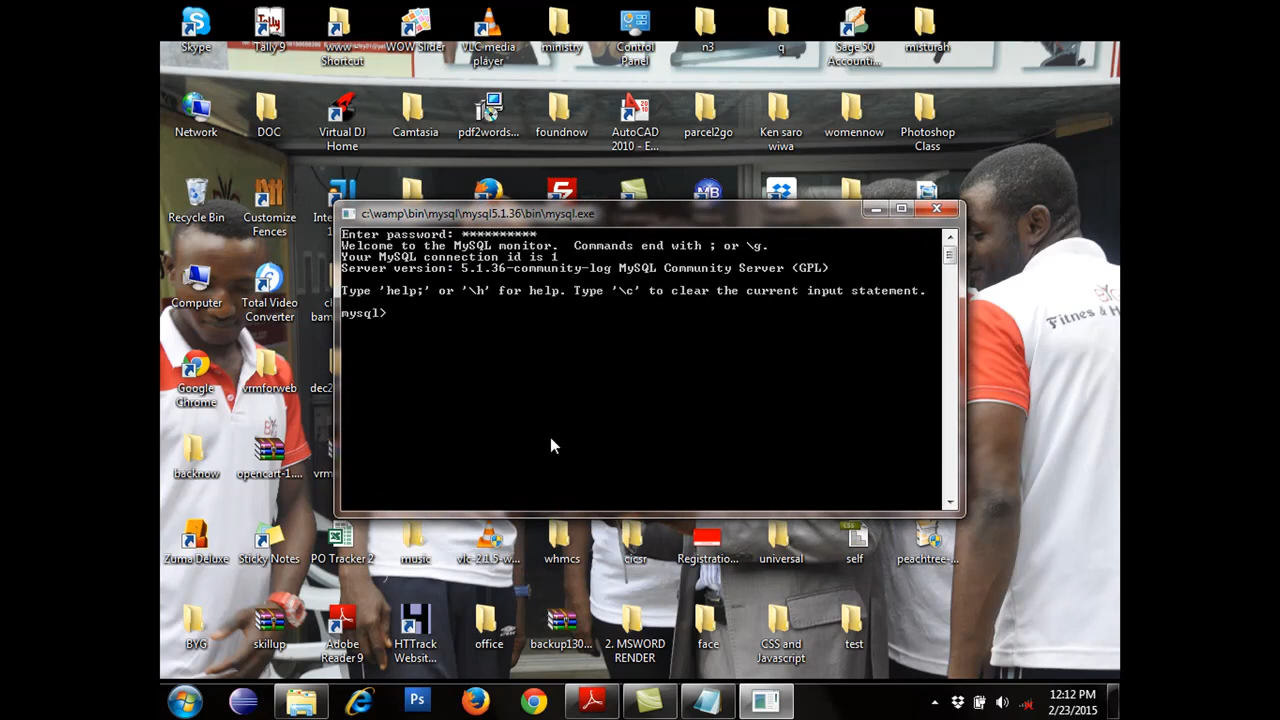 Skype
Tally 9
www - Shortcut
WOW Slider
VLC media player
ministry
Control Panel
n3
q
Sage 50 Accounti...
misturah
Network
DOC
Virtual DJ Home
Camtasia
pdf2words...
foundnow
AutoCAD 2010 - E...
parcel2go
Ken saro wiwa
womennow
Photoshop Class
Recycle Bin
Customize Fences
c:\wamp\bin\mysql\mysql5.1.36\bin\mysql.exe
Enter password: **********
Welcome to the MySQL monitor.  Commands end with ; or \g.
Your MySQL connection id is 1
Server version: 5.1.36-community-log MySQL Community Server (GPL)
Type 'help;' or '\h' for help. Type '\c' to clear the current input statement.
mysql>
Computer
Total Video Converter
Fitnes & H
Google Chrome
vrmforweb
backnow
opencart-1....
Zuma Deluxe
Sticky Notes
PO Tracker 2
music
vlc-2.1.5-w...
whmcs
cicsr
Registratio...
universal
self
peachtree-...
BYG
skillup
Adobe Reader 9
HTTrack Websit...
office
backup130...
2. MSWORD RENDER
face
CSS and Javascript
test
Ps
12:12 PM
2/23/2015